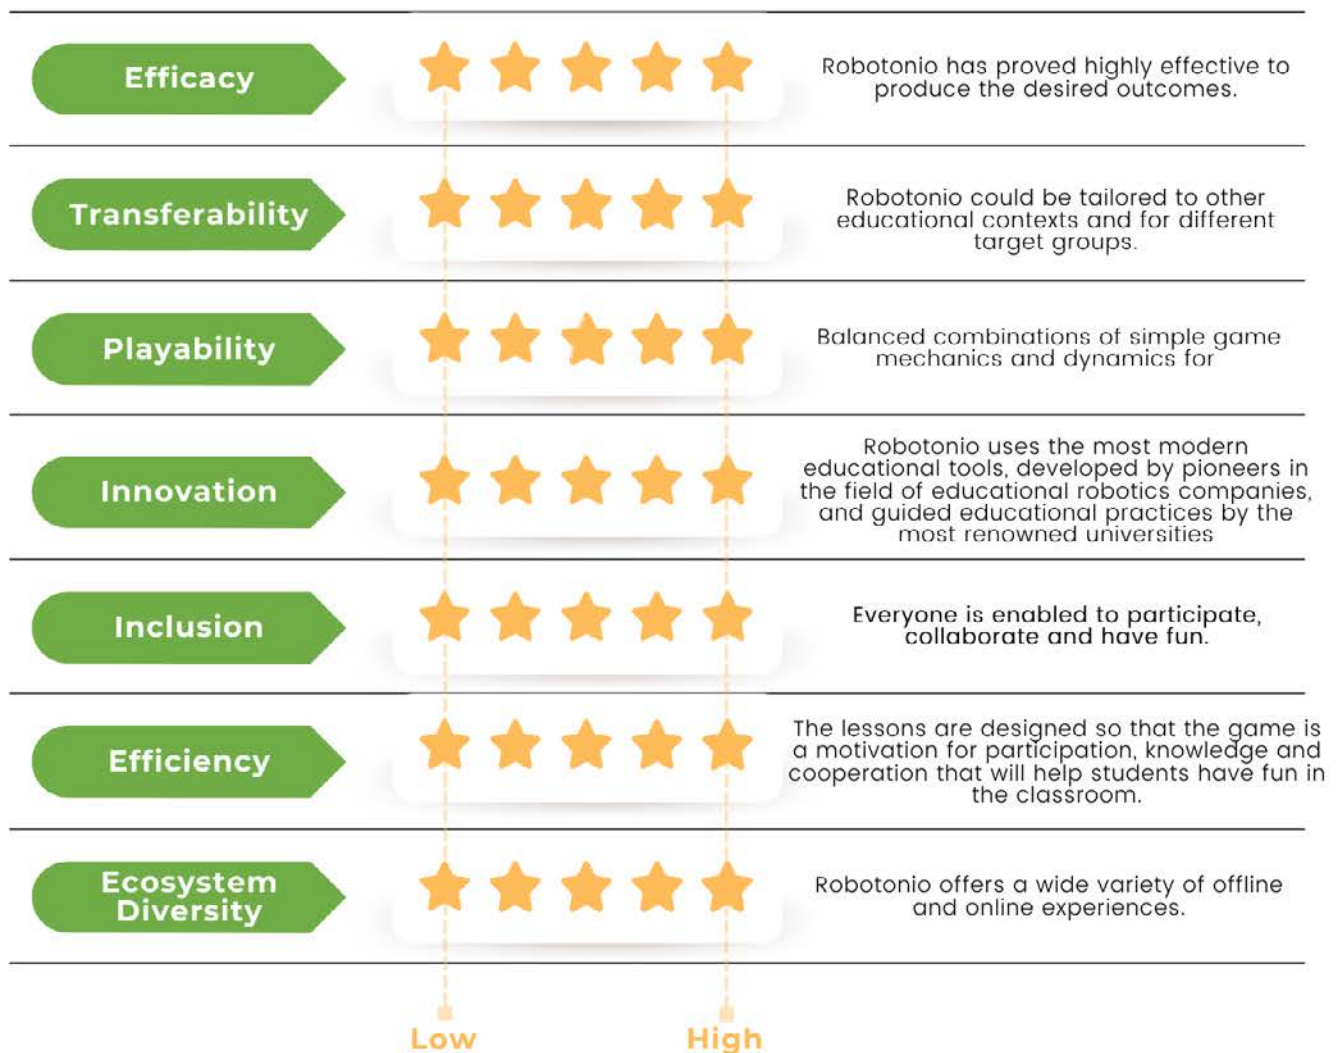 Efficacy
Robotonio has proved highly effective to
produce the desired outcomes.
Transferability
Robotonio could be tailored to other
educational contexts and for different
target groups.
Playability
Balanced combinations of simple game
mechanics and dynamics for
Innovation
Robotonio uses the most modern
educational tools, developed by pioneers in
the field of educational robotics companies,
and guided educational practices by the
most renowned universities
Inclusion
Everyone is enabled to participate,
collaborate and have fun.
Efficiency
The lessons are designed so that the game is
a motivation for participation, knowledge and
cooperation that will help students have fun in
the classroom.
Ecosystem
Diversity
Robotonio offers a wide variety of offline
and online experiences.
Low
High